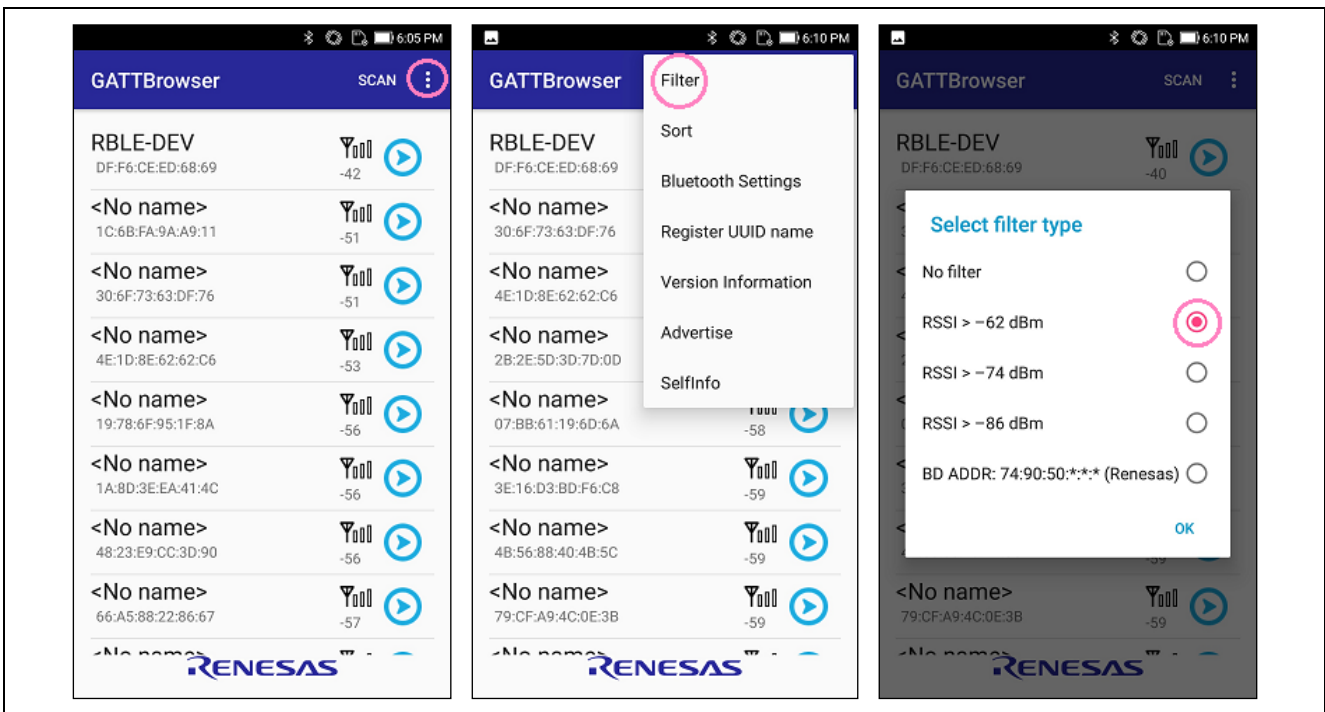 6:05 PM
GATTBrowser SCAN
RBLE-DEV
DF:F6:CE:ED:68:69
-42
<No name>
1C:6B:FA:9A:A9:11
-51
<No name>
30:6F:73:63:DF:76
-51
<No name>
4E:1D:8E:62:62:C6
-53
<No name>
19:78:6F:95:1F:8A
-56
<No name>
1A:8D:3E:EA:41:4C
-56
<No name>
48:23:E9:CC:3D:90
-56
<No name>
66:A5:88:22:86:67
-57
<No name>
RENESAS
6:10 PM
GATTBrowser
Filter
Sort
Bluetooth Settings
Register UUID name
Version Information
Advertise
SelfInfo
RBLE-DEV
DF:F6:CE:ED:68:69
<No name>
30:6F:73:63:DF:76
<No name>
4E:1D:8E:62:62:C6
<No name>
2B:2E:5D:3D:7D:0D
<No name>
07:BB:61:19:6D:6A
-58
<No name>
3E:16:D3:BD:F6:C8
-59
<No name>
4B:56:88:40:4B:5C
-59
<No name>
79:CF:A9:4C:0E:3B
-59
<No name>
RENESAS
6:10 PM
GATTBrowser SCAN
RBLE-DEV
DF:F6:CE:ED:68:69
-40
Select filter type
No filter
RSSI > −62 dBm
RSSI > −74 dBm
RSSI > −86 dBm
BD ADDR: 74:90:50:*:*:* (Renesas)
OK
-59
<No name>
79:CF:A9:4C:0E:3B
-59
<No name>
RENESAS